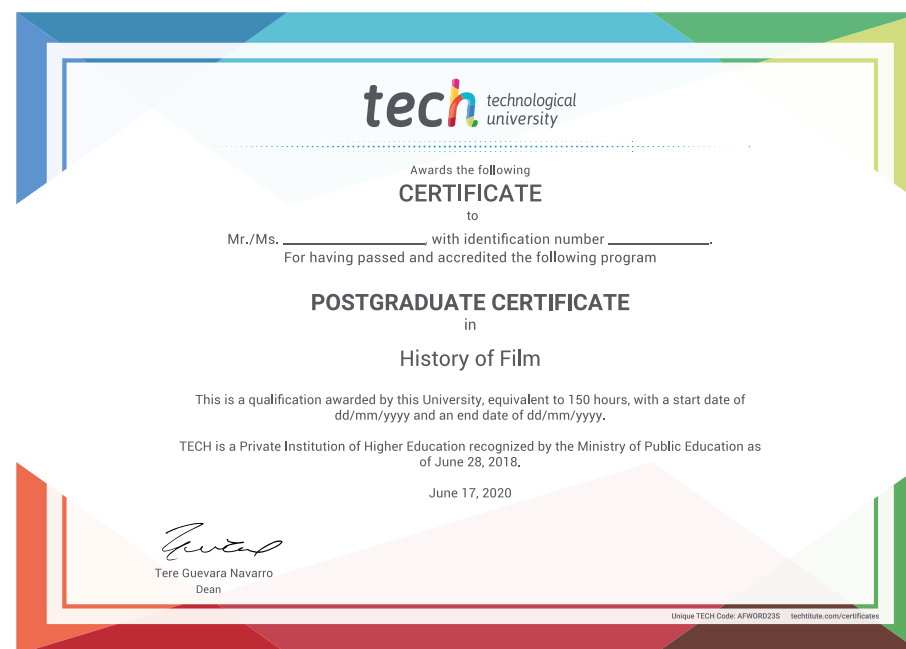 tech technological
university
Awards the following
CERTIFICATE
to
Mr./Ms. ____________, with identification number ____________.
For having passed and accredited the following program
POSTGRADUATE CERTIFICATE
in
History of Film
This is a qualification awarded by this University, equivalent to 150 hours, with a start date of
dd/mm/yyyy and an end date of dd/mm/yyyy.
TECH is a Private Institution of Higher Education recognized by the Ministry of Public Education as
of June 28, 2018.
June 17, 2020
Tere Guevara Navarro
Dean
Unique TECH Code: AFWORD23S techtitute.com/certificates